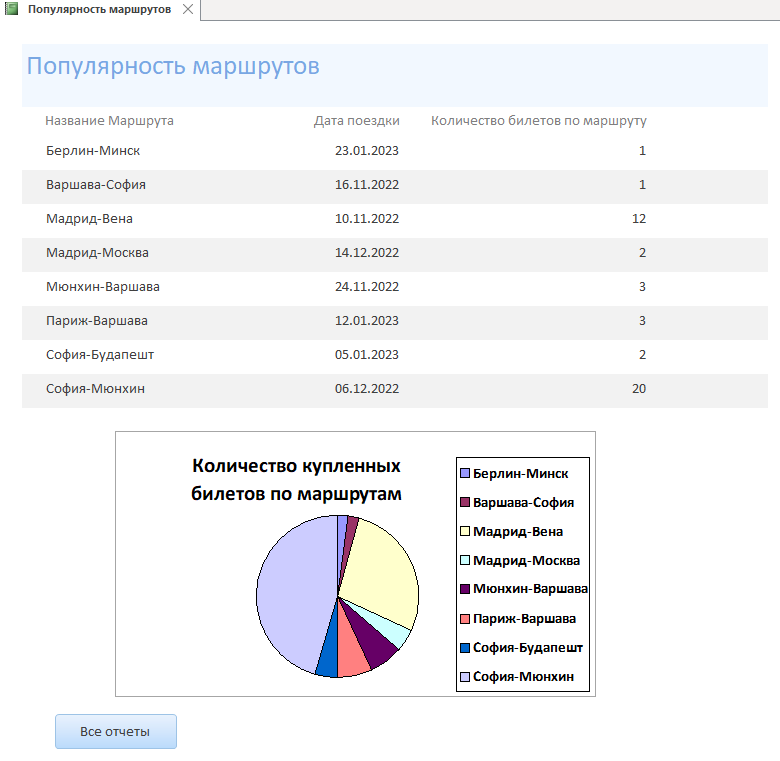 Популярность маршрутов
Популярность маршрутов
Название Маршрута Дата поездки Количество билетов по маршруту
Берлин-Минск 23.01.2023 1
Варшава-София 16.11.2022 1
Мадрид-Вена 10.11.2022 12
Мадрид-Москва 14.12.2022 2
Мюнхин-Варшава 24.11.2022 3
Париж-Варшава 12.01.2023 3
София-Будапешт 05.01.2023 2
София-Мюнхин 06.12.2022 20
Количество купленных
билетов по маршрутам
Берлин-Минск
Варшава-София
Мадрид-Вена
Мадрид-Москва
Мюнхин-Варшава
Париж-Варшава
София-Будапешт
София-Мюнхин
Все отчеты